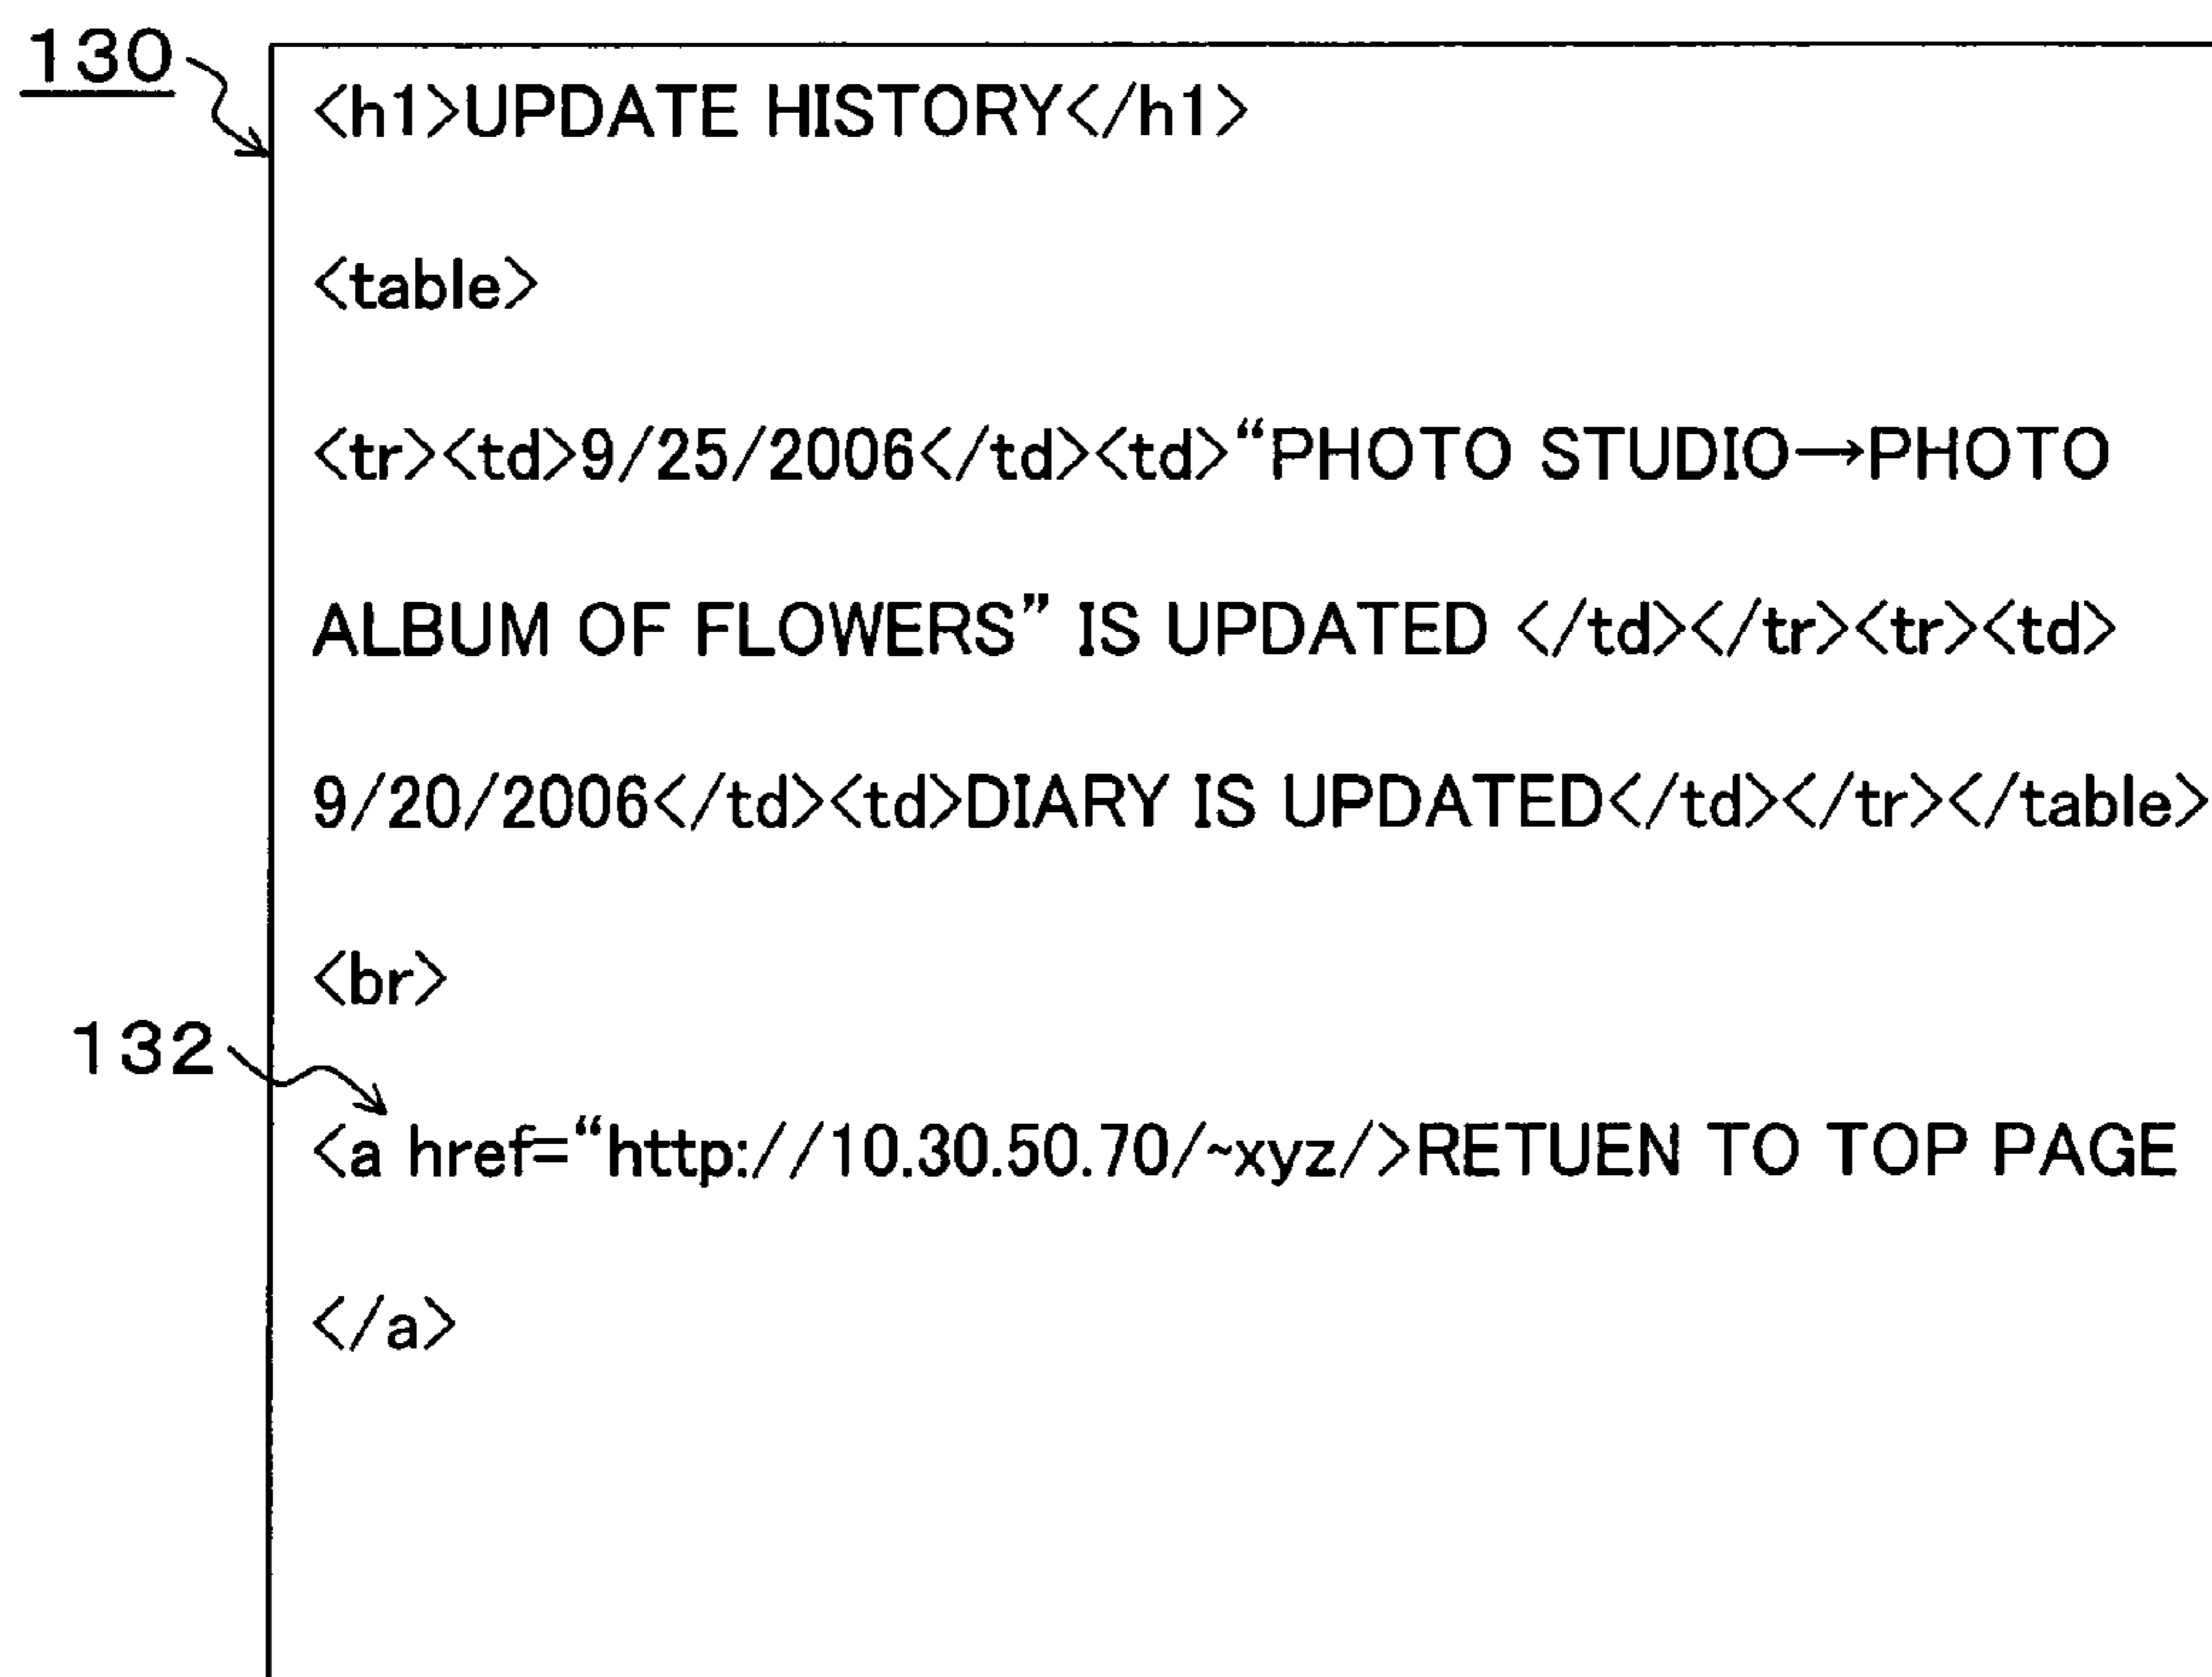 130
<h1>UPDATE HISTORY</h1>
<table>
<tr><td>9/25/2006</td><td>“PHOTO STUDIO→PHOTO
ALBUM OF FLOWERS” IS UPDATED </td></tr><tr><td>
9/20/2006</td><td>DIARY IS UPDATED</td></tr></table>
<br>
132
<a href=“http://10.30.50.70/~xyz/>RETUEN TO TOP PAGE
</a>